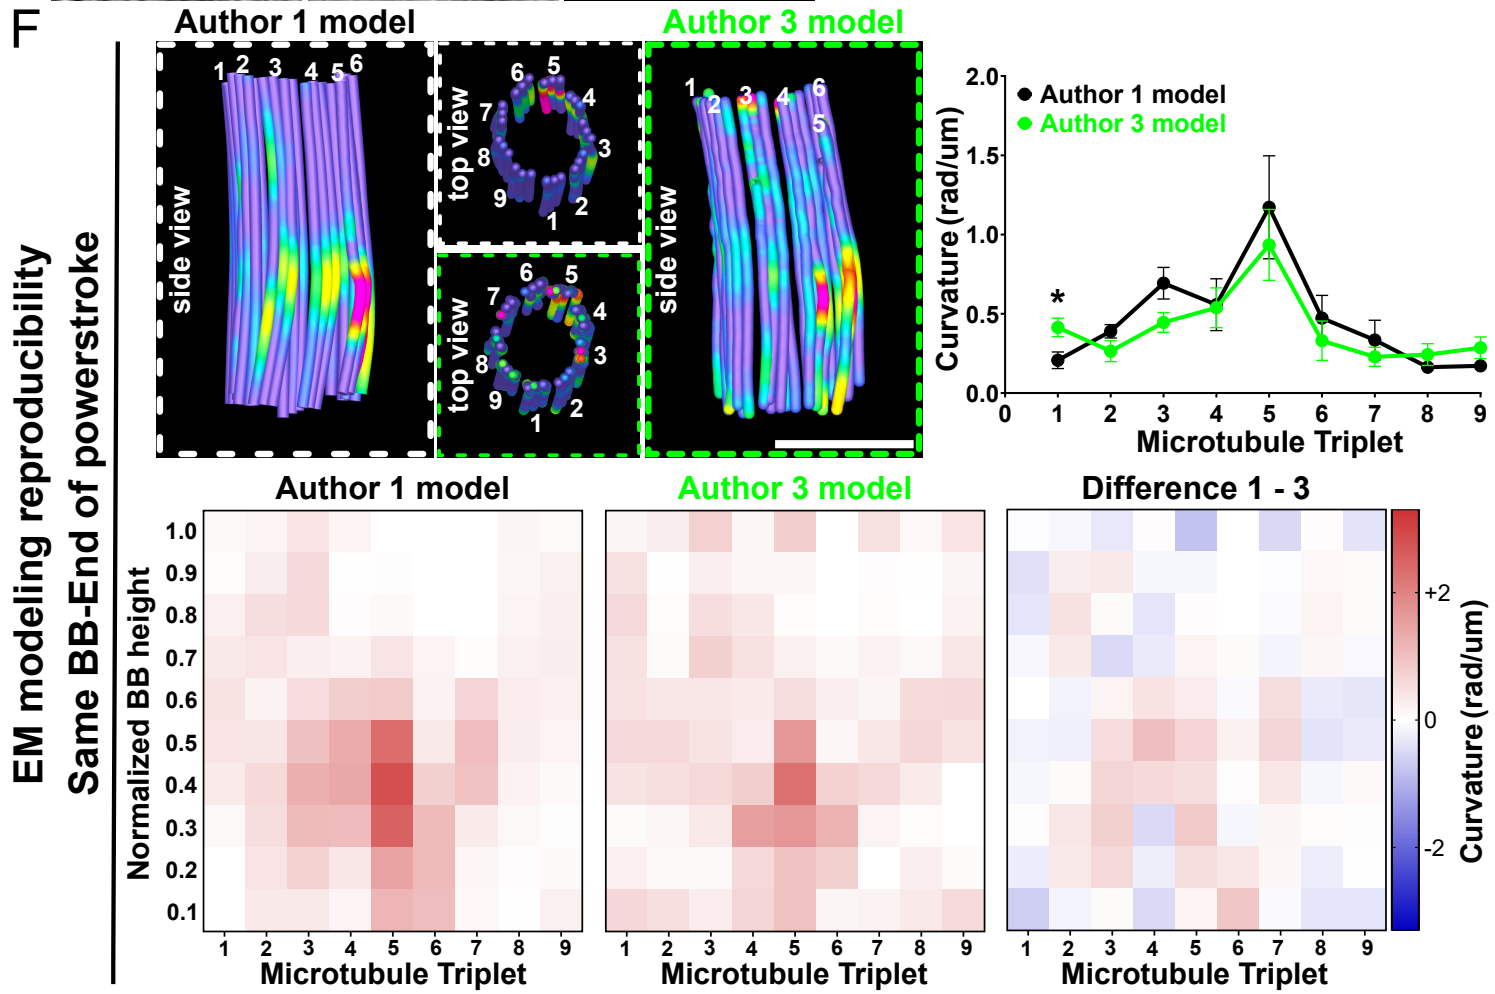 F
EM modeling reproducibility
Same BB-End of powerstroke
Author 1 model
side view
1 2 3 4 5 6
top view
1 2 3 4 5 6 7 8 9
top view
1 2 3 4 5 6 7 8 9
Author 3 model
side view
1 2 3 4 5 6
Author 1 model
Author 3 model
*
Curvature (rad/um)
2.0
1.5
1.0
0.5
0.0
0 1 2 3 4 5 6 7 8 9
Microtubule Triplet
Author 1 model
Normalized BB height
1.0
0.9
0.8
0.7
0.6
0.5
0.4
0.3
0.2
0.1
1 2 3 4 5 6 7 8 9
Microtubule Triplet
Author 3 model
1 2 3 4 5 6 7 8 9
Microtubule Triplet
Difference 1 - 3
1 2 3 4 5 6 7 8 9
Microtubule Triplet
+2
0
-2
Curvature (rad/um)